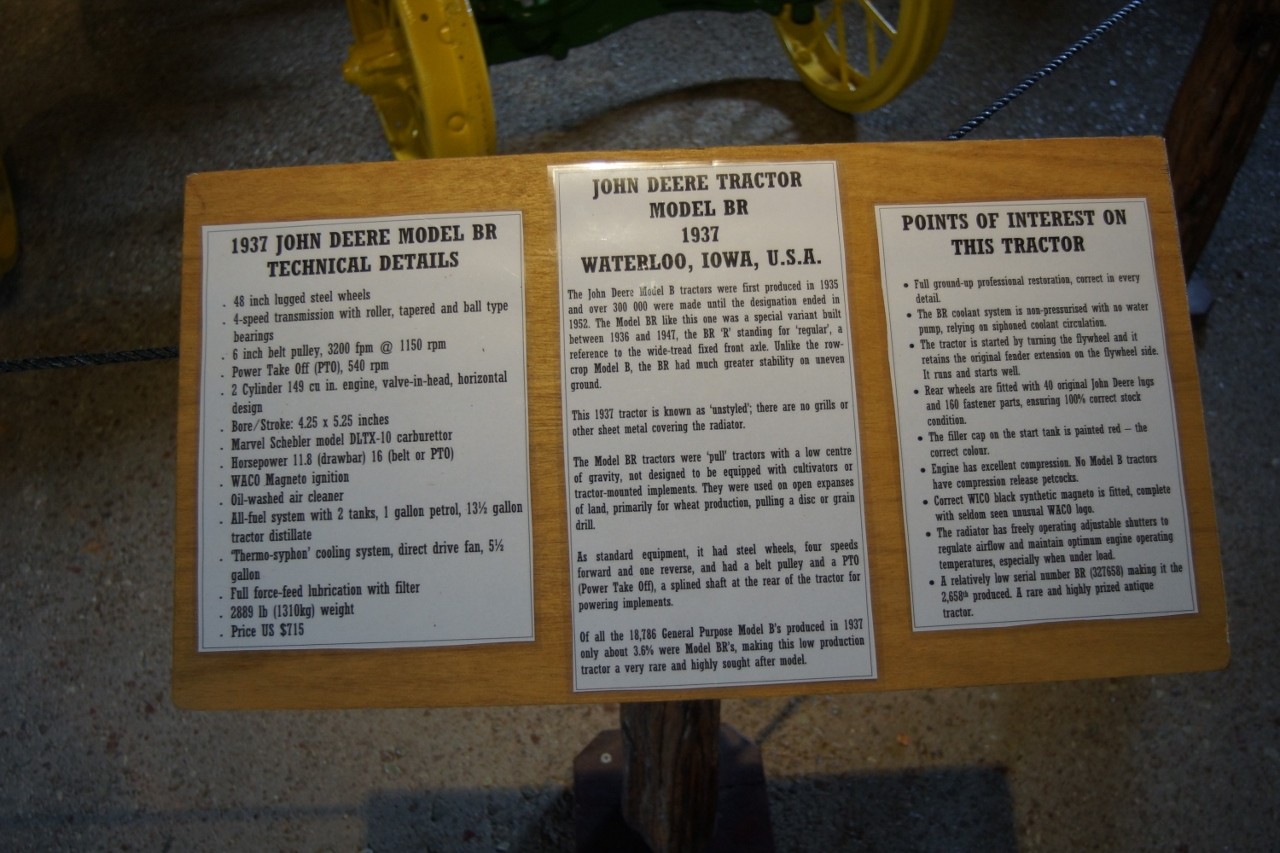 1937 JOHN DEERE MODEL BR
TECHNICAL DETAILS
. 48 inch lugged steel wheels
. 4-speed transmission with roller, tapered and ball type
bearings
. 6 inch belt pulley, 3200 fpm @ 1150 rpm
. Power Take Off (PTO), 540 rpm
. 2 Cylinder 149 cu in. engine, valve-in-head, horizontal
design
. Bore/Stroke: 4.25 x 5.25 inches
. Marvel Schebler model DLTX-10 carburettor
. Horsepower 11.8 (drawbar) 16 (belt or PTO)
. WACO Magneto ignition
. Oil-washed air cleaner
. All-fuel system with 2 tanks, 1 gallon petrol, 13½ gallon
tractor distillate
. 'Thermo-syphon' cooling system, direct drive fan, 5½
gallon
. Full force-feed lubrication with filter
. 2889 lb (1310kg) weight
. Price US $715
JOHN DEERE TRACTOR
MODEL BR
1937
WATERLOO, IOWA, U.S.A.
The John Deere Model B tractors were first produced in 1935
and over 300 000 were made until the designation ended in
1952. The Model BR like this one was a special variant built
between 1936 and 1947, the BR 'R' standing for 'regular', a
reference to the wide-tread fixed front axle. Unlike the row-
crop Model B, the BR had much greater stability on uneven
ground.
This 1937 tractor is known as 'unstyled'; there are no grills or
other sheet metal covering the radiator.
The Model BR tractors were 'pull' tractors with a low centre
of gravity, not designed to be equipped with cultivators or
tractor-mounted implements. They were used on open expanses
of land, primarily for wheat production, pulling a disc or grain
drill.
As standard equipment, it had steel wheels, four speeds
forward and one reverse, and had a belt pulley and a PTO
(Power Take Off), a splined shaft at the rear of the tractor for
powering implements.
Of all the 18,786 General Purpose Model B's produced in 1937
only about 3.6% were Model BR's, making this low production
tractor a very rare and highly sought after model.
POINTS OF INTEREST ON
THIS TRACTOR
• Full ground-up professional restoration, correct in every
detail.
• The BR coolant system is non-pressurised with no water
pump, relying on siphoned coolant circulation.
• The tractor is started by turning the flywheel and it
retains the original fender extension on the flywheel side.
It runs and starts well.
• Rear wheels are fitted with 40 original John Deere lugs
and 160 fastener parts, ensuring 100% correct stock
condition.
• The filler cap on the start tank is painted red – the
correct colour.
• Engine has excellent compression. No Model B tractors
have compression release petcocks.
• Correct WICO black synthetic magneto is fitted, complete
with seldom seen unusual WACO logo.
• The radiator has freely operating adjustable shutters to
regulate airflow and maintain optimum engine operating
temperatures, especially when under load.
• A relatively low serial number BR (327658) making it the
2,658th produced. A rare and highly prized antique
tractor.